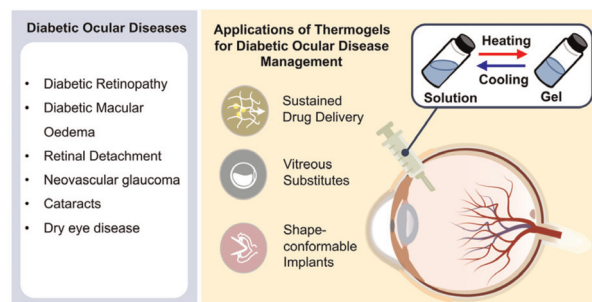 Diabetic Ocular Diseases
• Diabetic Retinopathy
• Diabetic Macular
Oedema
• Retinal Detachment
• Neovascular glaucoma
• Cataracts
• Dry eye disease
Applications of Thermogels
for Diabetic Ocular Disease
Management
Sustained
Drug Delivery
Vitreous
Substitutes
Shape-
conformable
Implants
Heating
Cooling
Solution
Gel